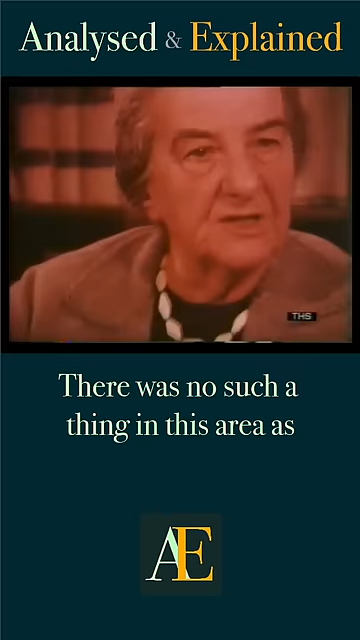 Analysed & Explained
THS
There was no such a
thing in this area as
AE